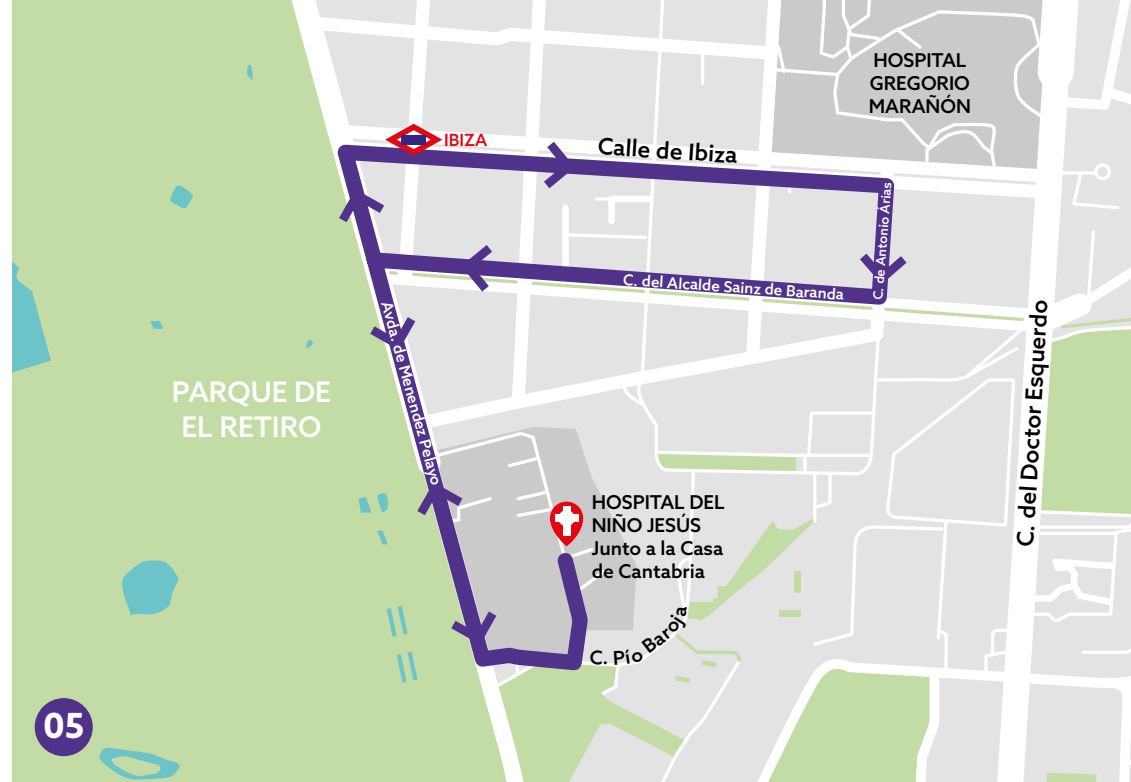 HOSPITAL
GREGORIO
MARAÑÓN
IBIZA
Calle de Ibiza
C. de Antonio Árias
C. del Alcalde Sainz de Baranda
Avda. de Menendez Pelayo
C. del Doctor Esquerdo
PARQUE DE
EL RETIRO
HOSPITAL DEL
NIÑO JESÚS
Junto a la Casa
de Cantabria
C. Pío Baroja
05